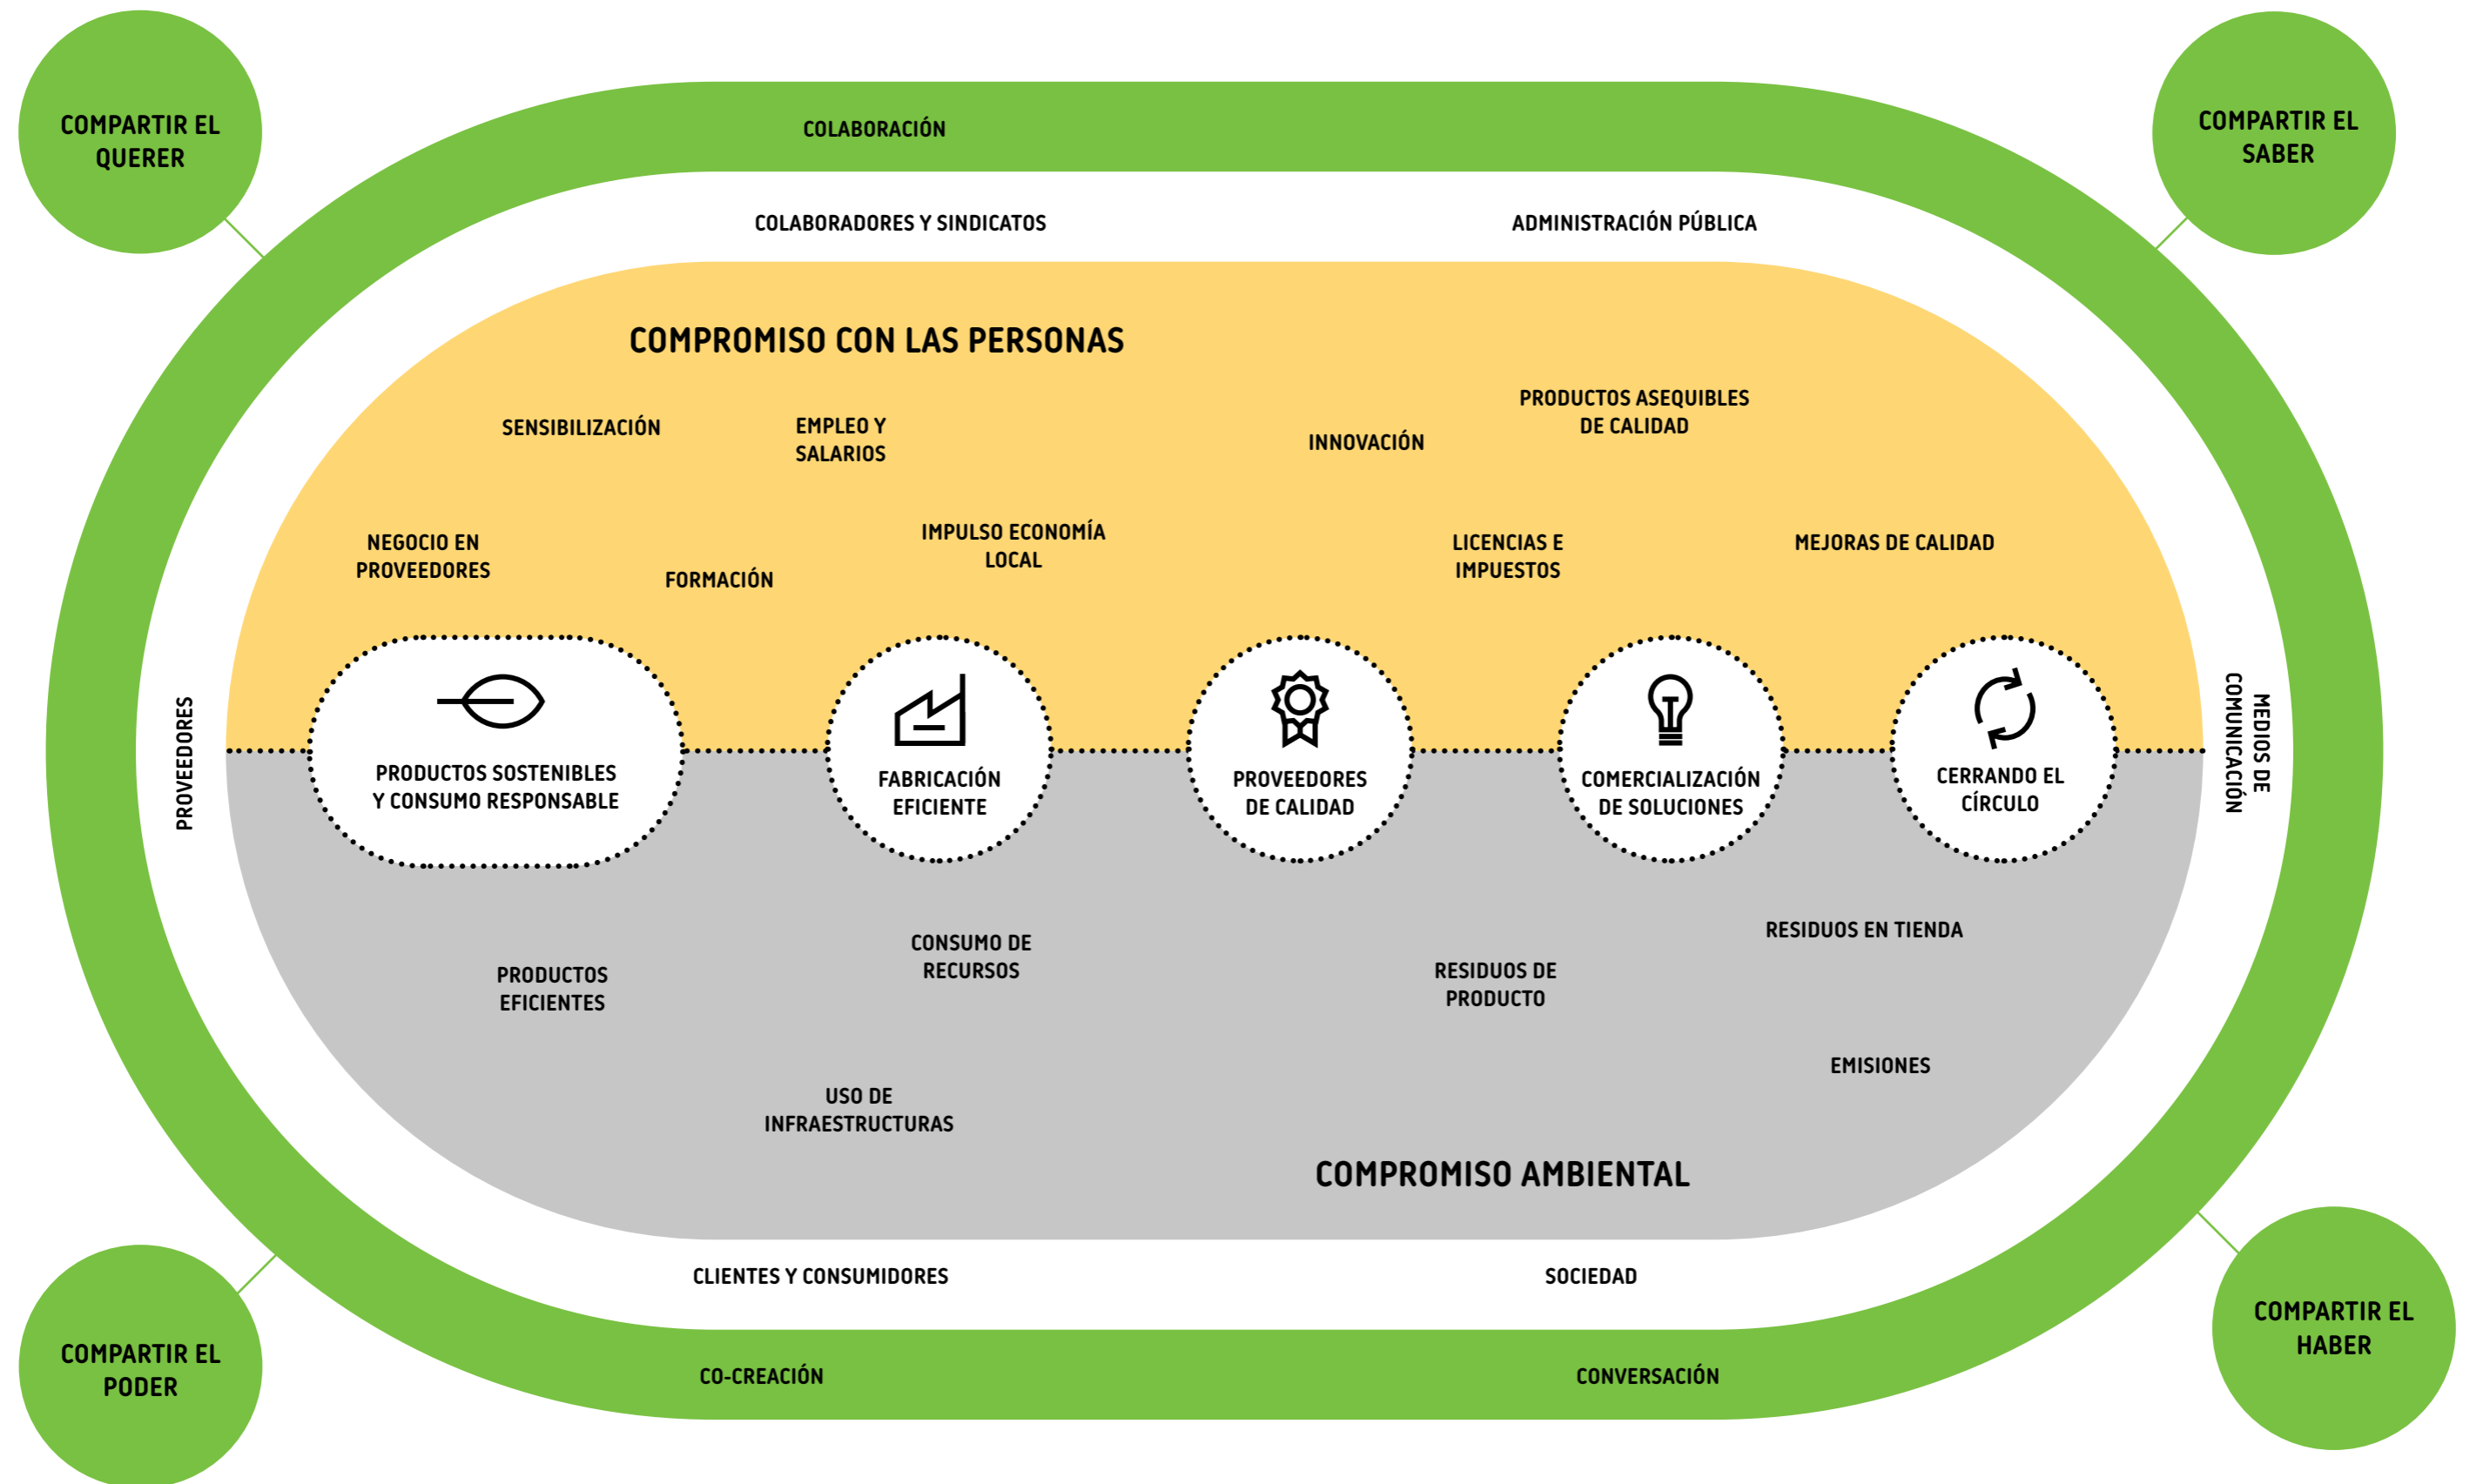 COMPARTIR EL
QUERER
COMPARTIR EL
SABER
COLABORACIÓN
COLABORADORES Y SINDICATOS
ADMINISTRACIÓN PÚBLICA
COMPROMISO CON LAS PERSONAS
SENSIBILIZACIÓN
EMPLEO Y
SALARIOS
INNOVACIÓN
PRODUCTOS ASEQUIBLES
DE CALIDAD
NEGOCIO EN
PROVEEDORES
FORMACIÓN
IMPULSO ECONOMÍA
LOCAL
LICENCIAS E
IMPUESTOS
MEJORAS DE CALIDAD
PROVEEDORES
PRODUCTOS SOSTENIBLES
Y CONSUMO RESPONSABLE
FABRICACIÓN
EFICIENTE
PROVEEDORES
DE CALIDAD
COMERCIALIZACIÓN
DE SOLUCIONES
CERRANDO EL
CÍRCULO
MEDIOS DE
COMUNICACIÓN
PRODUCTOS
EFICIENTES
CONSUMO DE
RECURSOS
RESIDUOS DE
PRODUCTO
RESIDUOS EN TIENDA
USO DE
INFRAESTRUCTURAS
EMISIONES
COMPROMISO AMBIENTAL
CLIENTES Y CONSUMIDORES
SOCIEDAD
CO-CREACIÓN
CONVERSACIÓN
COMPARTIR EL
PODER
COMPARTIR EL
HABER